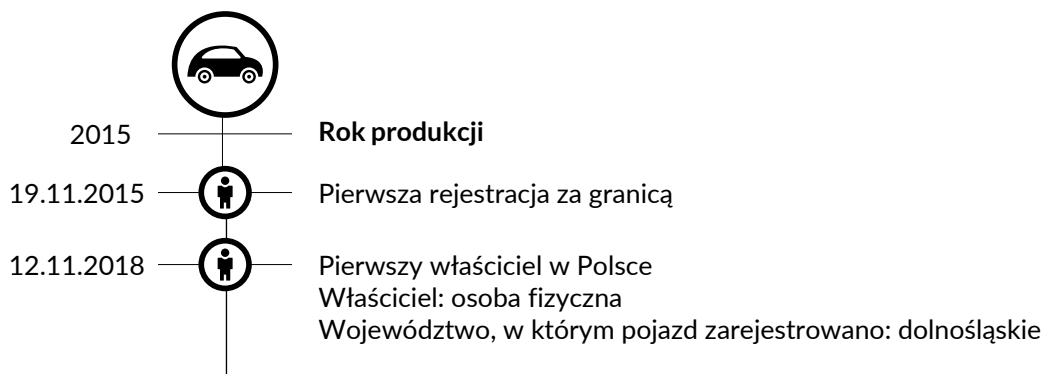 2015 Rok produkcji
19.11.2015 Pierwsza rejestracja za granicą
12.11.2018 Pierwszy właściciel w Polsce
Właściciel: osoba fizyczna
Województwo, w którym pojazd zarejestrowano: dolnośląskie